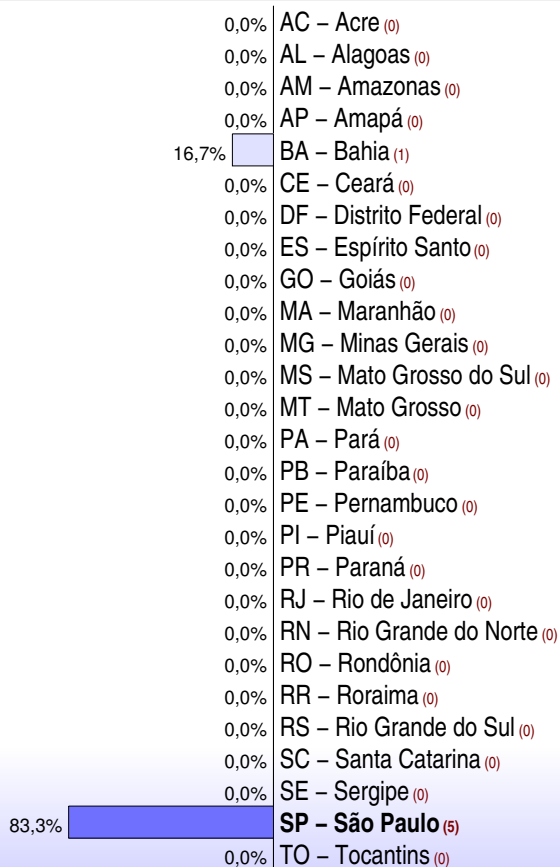 0,0% AC – Acre (0)
0,0% AL – Alagoas (0)
0,0% AM – Amazonas (0)
0,0% AP – Amapá (0)
16,7% BA – Bahia (1)
0,0% CE – Ceará (0)
0,0% DF – Distrito Federal (0)
0,0% ES – Espírito Santo (0)
0,0% GO – Goiás (0)
0,0% MA – Maranhão (0)
0,0% MG – Minas Gerais (0)
0,0% MS – Mato Grosso do Sul (0)
0,0% MT – Mato Grosso (0)
0,0% PA – Pará (0)
0,0% PB – Paraíba (0)
0,0% PE – Pernambuco (0)
0,0% PI – Piauí (0)
0,0% PR – Paraná (0)
0,0% RJ – Rio de Janeiro (0)
0,0% RN – Rio Grande do Norte (0)
0,0% RO – Rondônia (0)
0,0% RR – Roraima (0)
0,0% RS – Rio Grande do Sul (0)
0,0% SC – Santa Catarina (0)
0,0% SE – Sergipe (0)
83,3% SP – São Paulo (5)
0,0% TO – Tocantins (0)